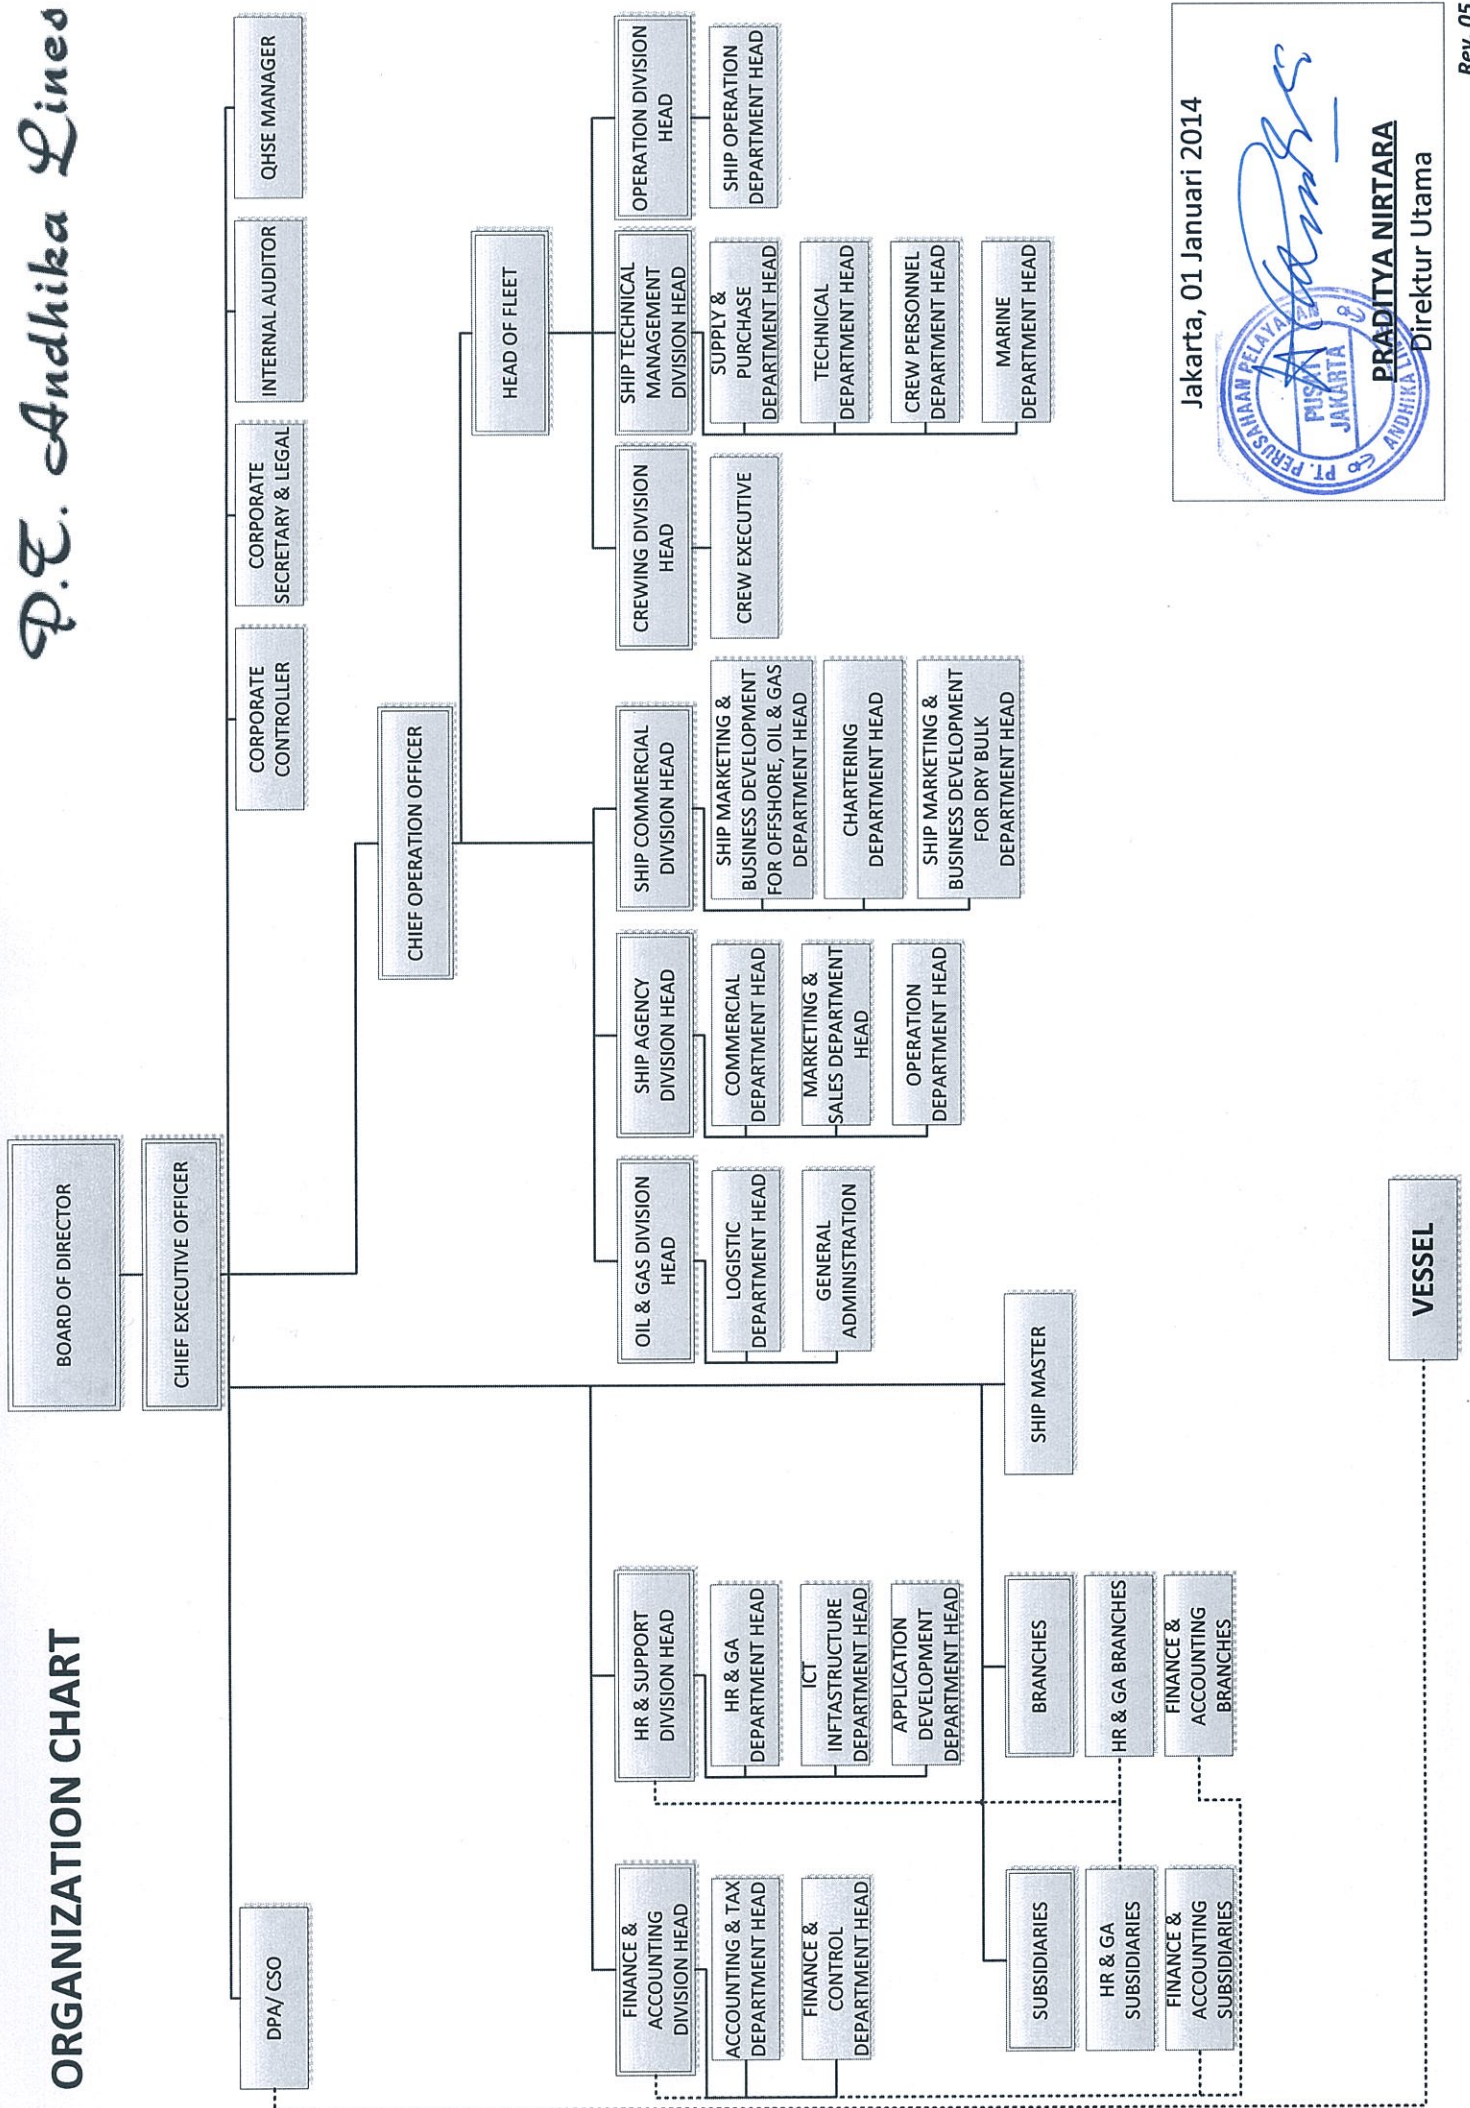 ORGANIZATION CHART
P.T. Andhika Lines
BOARD OF DIRECTOR
CHIEF EXECUTIVE OFFICER
DPA/ CSO
CORPORATE
CONTROLLER
CORPORATE
SECRETARY & LEGAL
INTERNAL AUDITOR
QHSE MANAGER
CHIEF OPERATION OFFICER
HEAD OF FLEET
FINANCE &
ACCOUNTING
DIVISION HEAD
ACCOUNTING & TAX
DEPARTMENT HEAD
FINANCE &
CONTROL
DEPARTMENT HEAD
HR & SUPPORT
DIVISION HEAD
HR & GA
DEPARTMENT HEAD
ICT
INFTASTRUCTURE
DEPARTMENT HEAD
APPLICATION
DEVELOPMENT
DEPARTMENT HEAD
OIL & GAS DIVISION
HEAD
LOGISTIC
DEPARTMENT HEAD
GENERAL
ADMINISTRATION
SHIP AGENCY
DIVISION HEAD
COMMERCIAL
DEPARTMENT HEAD
MARKETING &
SALES DEPARTMENT
HEAD
OPERATION
DEPARTMENT HEAD
SHIP COMMERCIAL
DIVISION HEAD
SHIP MARKETING &
BUSINESS DEVELOPMENT
FOR OFFSHORE, OIL & GAS
DEPARTMENT HEAD
CHARTERING
DEPARTMENT HEAD
SHIP MARKETING &
BUSINESS DEVELOPMENT
FOR DRY BULK
DEPARTMENT HEAD
CREWING DIVISION
HEAD
CREW EXECUTIVE
SHIP TECHNICAL
MANAGEMENT
DIVISION HEAD
SUPPLY &
PURCHASE
DEPARTMENT HEAD
TECHNICAL
DEPARTMENT HEAD
CREW PERSONNEL
DEPARTMENT HEAD
MARINE
DEPARTMENT HEAD
OPERATION DIVISION
HEAD
SHIP OPERATION
DEPARTMENT HEAD
SUBSIDIARIES
HR & GA
SUBSIDIARIES
FINANCE &
ACCOUNTING
SUBSIDIARIES
BRANCHES
HR & GA BRANCHES
FINANCE &
ACCOUNTING
BRANCHES
SHIP MASTER
VESSEL
Jakarta, 01 Januari 2014
PT. PERUSAHAAN PELAYARAN
PUSAT
JAKARTA
ANDHIKA LINES
PRADITYA NIRTARA
Direktur Utama
Rev. 05